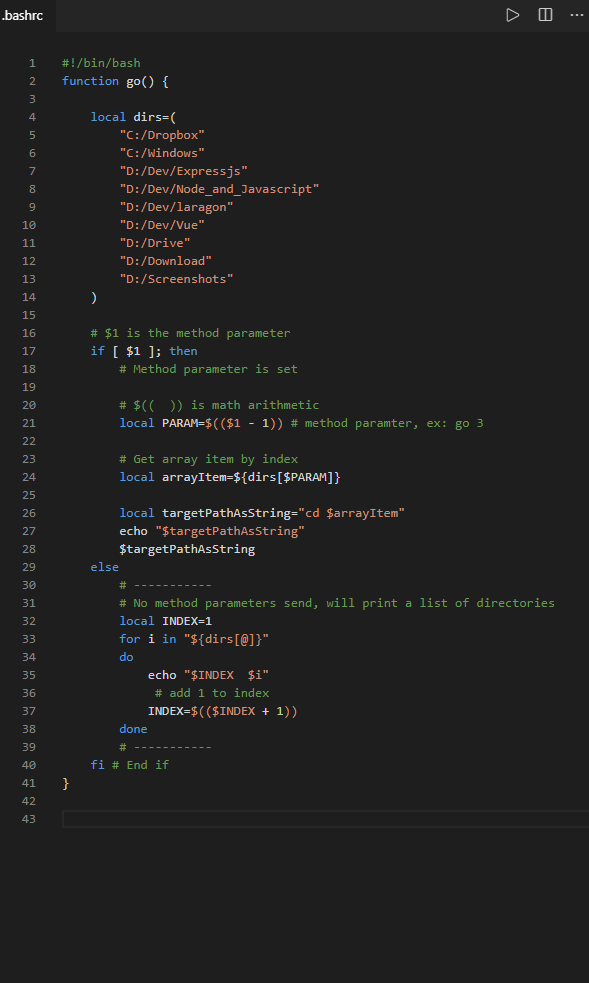 .bashrc
1 #!/bin/bash
2 function go() {
3
4     local dirs=(
5         "C:/Dropbox"
6         "C:/Windows"
7         "D:/Dev/Expressjs"
8         "D:/Dev/Node_and_Javascript"
9         "D:/Dev/laragon"
10         "D:/Dev/Vue"
11         "D:/Drive"
12         "D:/Download"
13         "D:/Screenshots"
14     )
15
16     # $1 is the method parameter
17     if [ $1 ]; then
18         # Method parameter is set
19
20         # $((  )) is math arithmetic
21         local PARAM=$(($1 - 1)) # method paramter, ex: go 3
22
23         # Get array item by index
24         local arrayItem=${dirs[$PARAM]}
25
26         local targetPathAsString="cd $arrayItem"
27         echo "$targetPathAsString"
28         $targetPathAsString
29     else
30         # -----------
31         # No method parameters send, will print a list of directories
32         local INDEX=1
33         for i in "${dirs[@]}"
34         do
35             echo "$INDEX  $i"
36              # add 1 to index
37             INDEX=$(($INDEX + 1))
38         done
39         # -----------
40     fi # End if
41 }
42
43